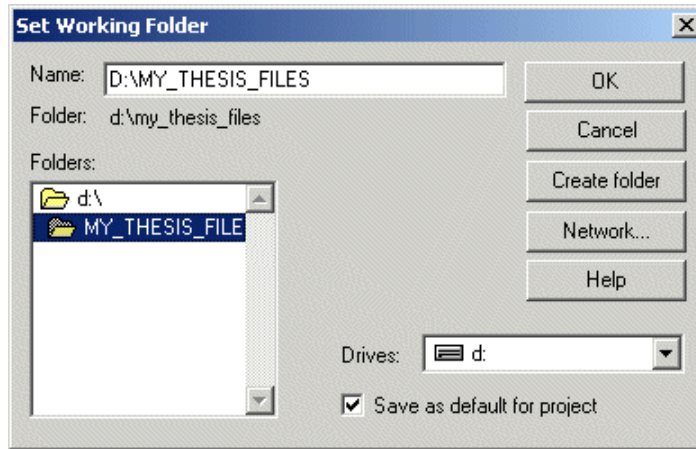 Set Working Folder
Name: D:\MY_THESIS_FILES
OK
Folder: d:\my_thesis_files
Cancel
Folders:
Create folder
d:\
MY_THESIS_FILE
Network...
Help
Drives: d:
Save as default for project